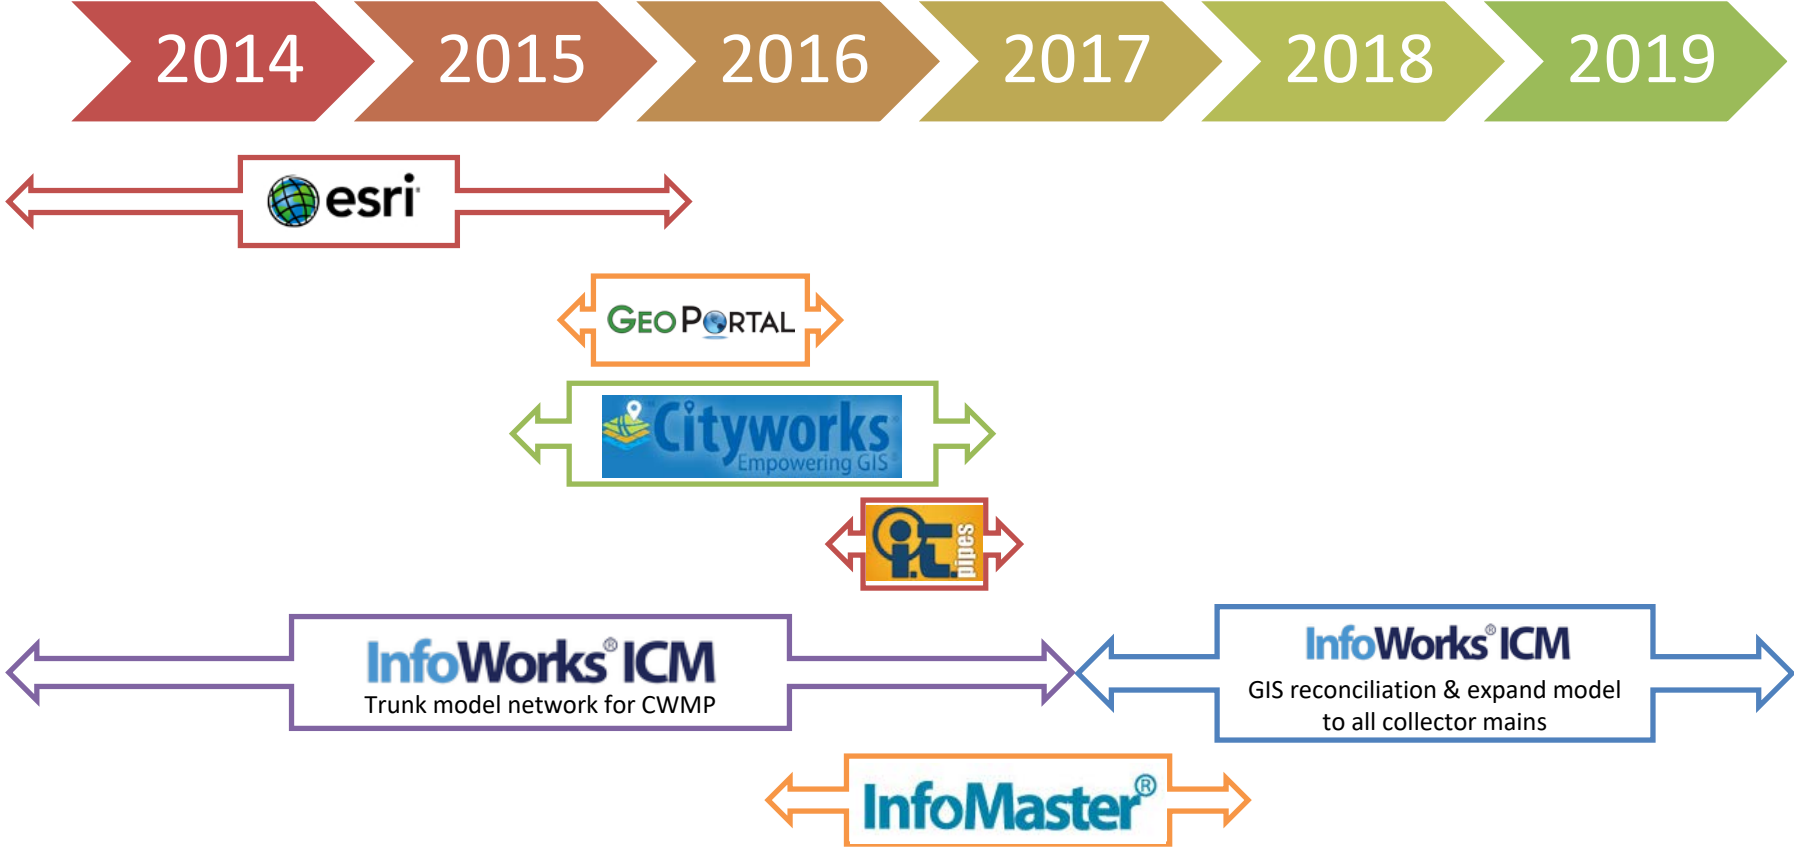 2014 2015 2016 2017 2018 2019
esri
GEOPORTAL
Cityworks
Empowering GIS
i.t. pipes
InfoWorks® ICM
Trunk model network for CWMP
InfoWorks® ICM
GIS reconciliation & expand model
to all collector mains
InfoMaster®